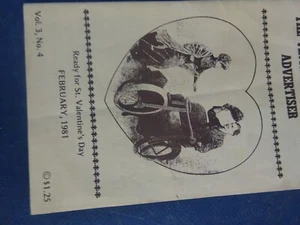 ADVERTISER
Vol. 3, No. 4
Ready for St. Valentine's Day
FEBRUARY, 1981
© $1.25